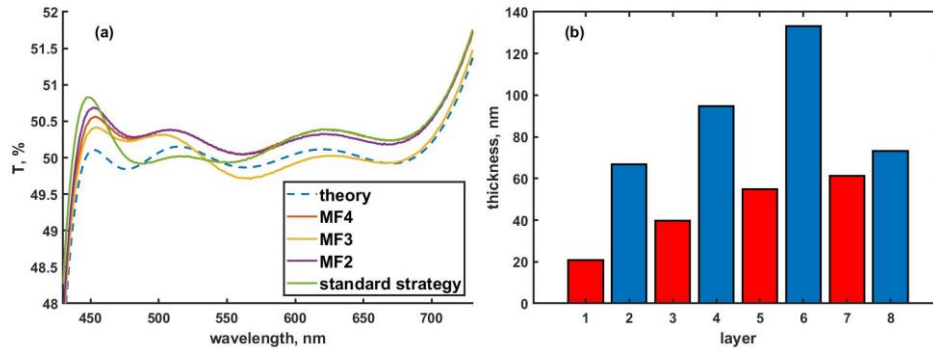 (a)
T, %
52
51.5
51
50.5
50
49.5
49
48.5
48
theory
MF4
MF3
MF2
standard strategy
450 500 550 600 650 700
wavelength, nm
(b)
thickness, nm
140
120
100
80
60
40
20
0
1 2 3 4 5 6 7 8
layer